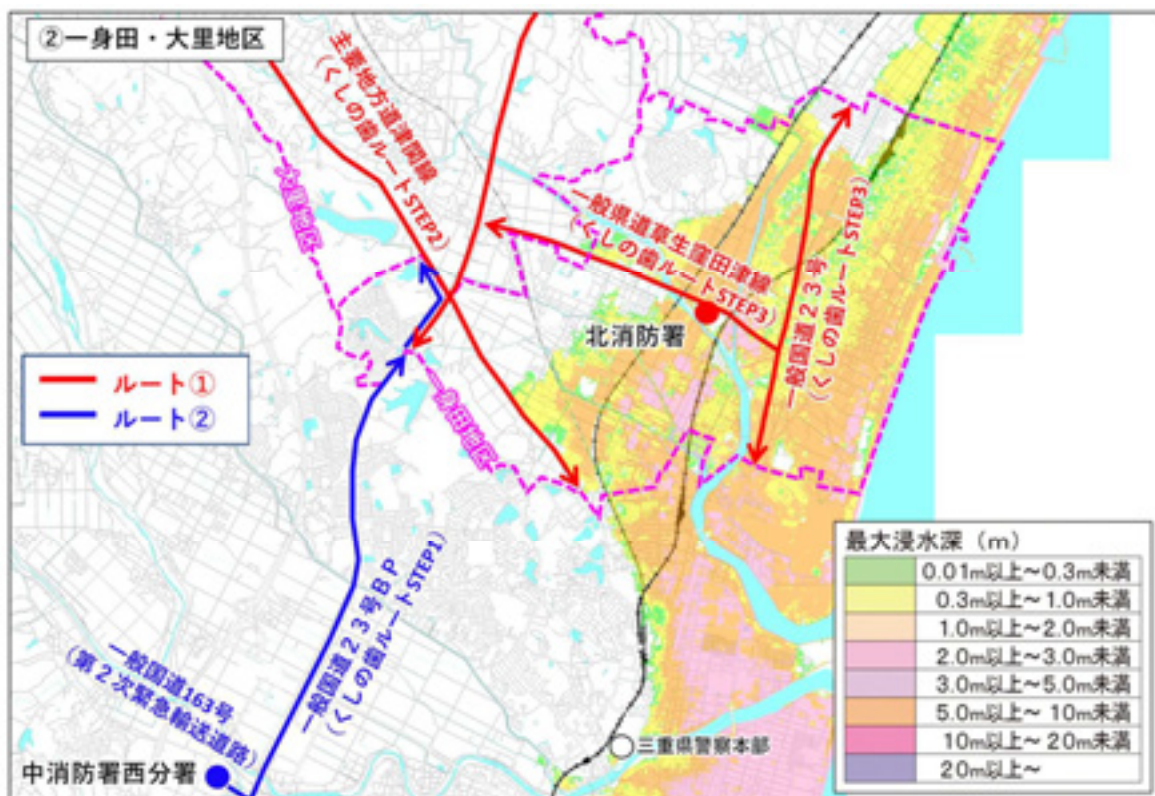 ②一身田・大里地区
主要地方道津関線
（くしの歯ルートSTEP2）
大里地区
一般県道草生窪田津線
（くしの歯ルートSTEP3）
一般国道２３号
（くしの歯ルートSTEP3）
北消防署
ルート①
ルート②
一身田地区
一般国道２３号ＢＰ
（くしの歯ルートSTEP1）
一般国道163号
（第２次緊急輸送道路）
中消防署西分署
三重県警察本部
最大浸水深（m）
0.01m以上～0.3m未満
0.3m以上～1.0m未満
1.0m以上～2.0m未満
2.0m以上～3.0m未満
3.0m以上～5.0m未満
5.0m以上～10m未満
10m以上～20m未満
20m以上～